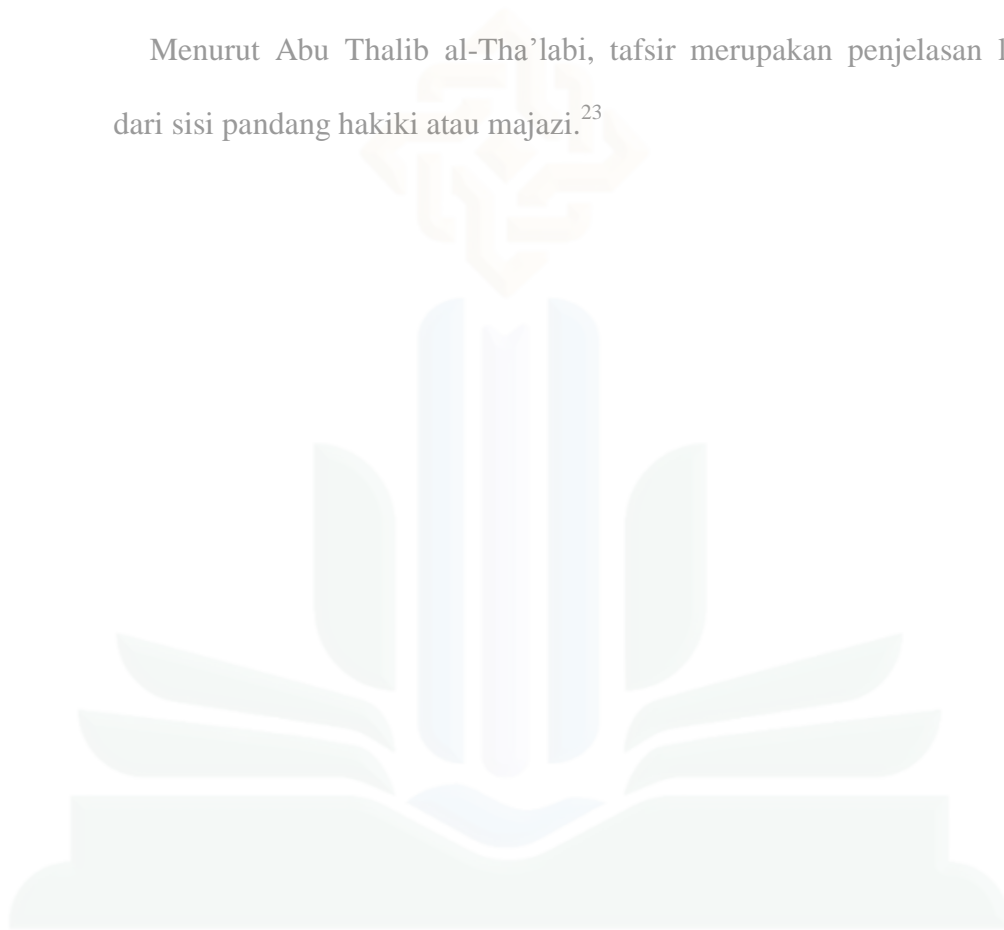 Menurut Abu Thalib al-Tha’labi, tafsir merupakan penjelasan
dari sisi pandang hakiki atau majazi.23